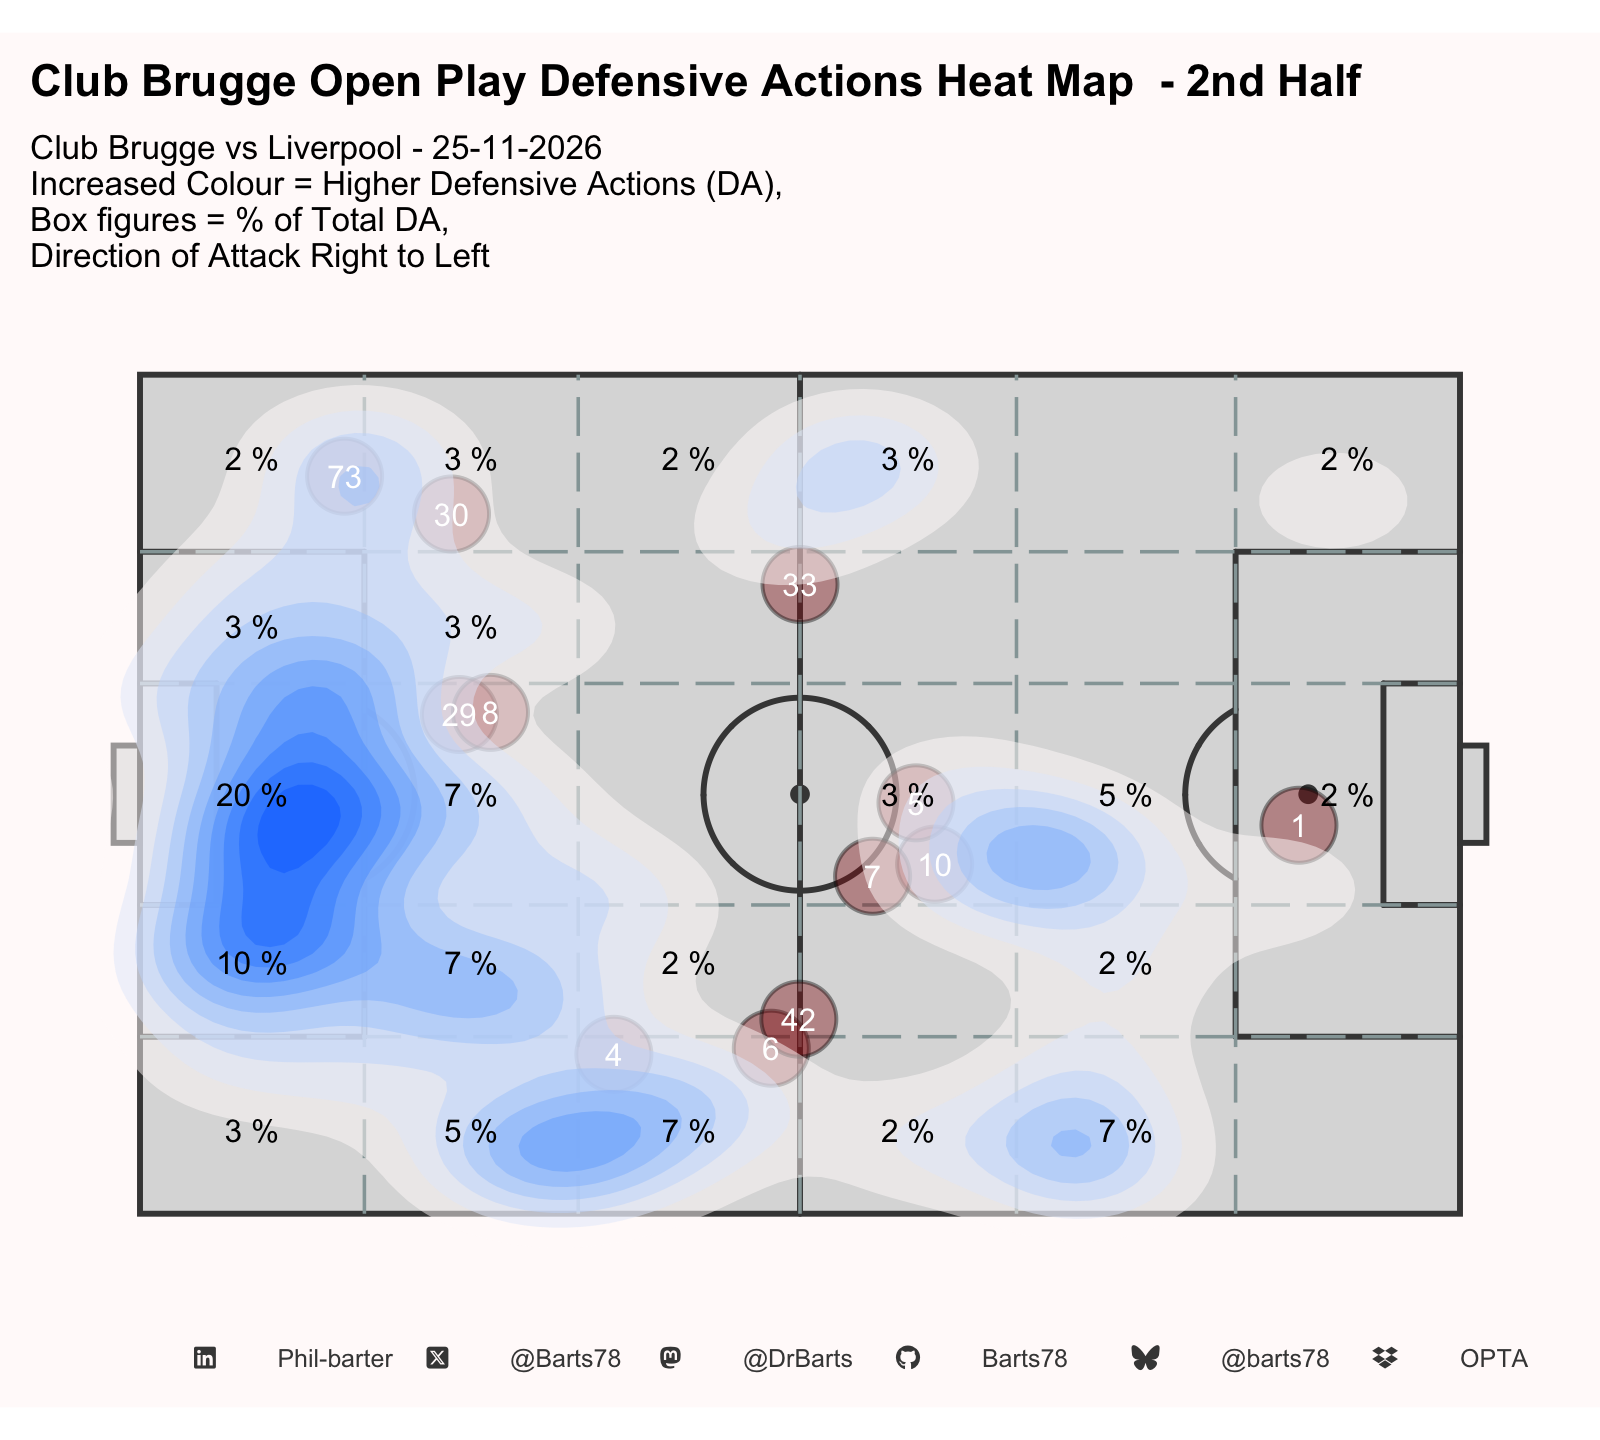 Club Brugge Open Play Defensive Actions Heat Map  - 2nd Half
Club Brugge vs Liverpool - 25-11-2026
Increased Colour = Higher Defensive Actions (DA),
Box figures = % of Total DA,
Direction of Attack Right to Left
2 % 3 % 2 % 3 % 2 %
73
30
33
3 % 3 %
29 8
20 % 7 % 3 % 5 % 2 %
5
1
10
7
10 % 7 % 2 % 2 %
42
6
4
3 % 5 % 7 % 2 % 7 %
Phil-barter @Barts78 @DrBarts Barts78 @barts78 OPTA